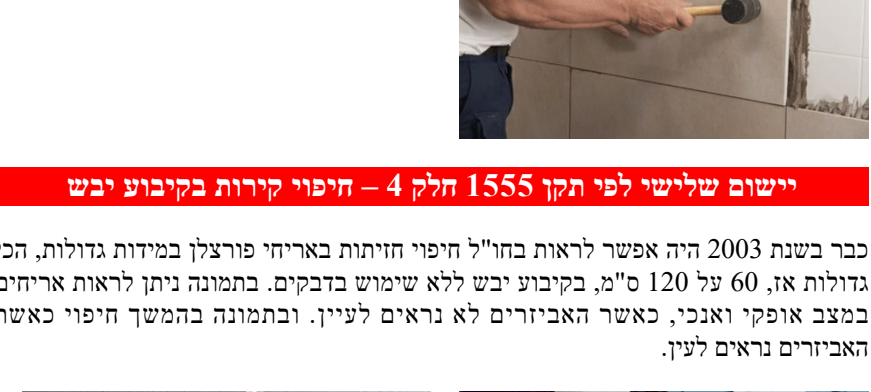 יישום שלישי לפי תקן 1555 חלק 4 – חיפוי קירות בקיבוע יבש
כבר בשנת 2003 היה אפשר לראות בחו"ל חיפוי חזיתות באריחי פורצלן במידות גדולות,
גדולות אז, 60 על 120 ס"מ, בקיבוע יבש ללא שימוש בדבקים. בתמונה ניתן לראות אריחים
במצב אופקי ואנכי, כאשר האביזרים לא נראים לעיין. ובתמונה בהמשך חיפוי כאשר
האביזרים נראים לעין.